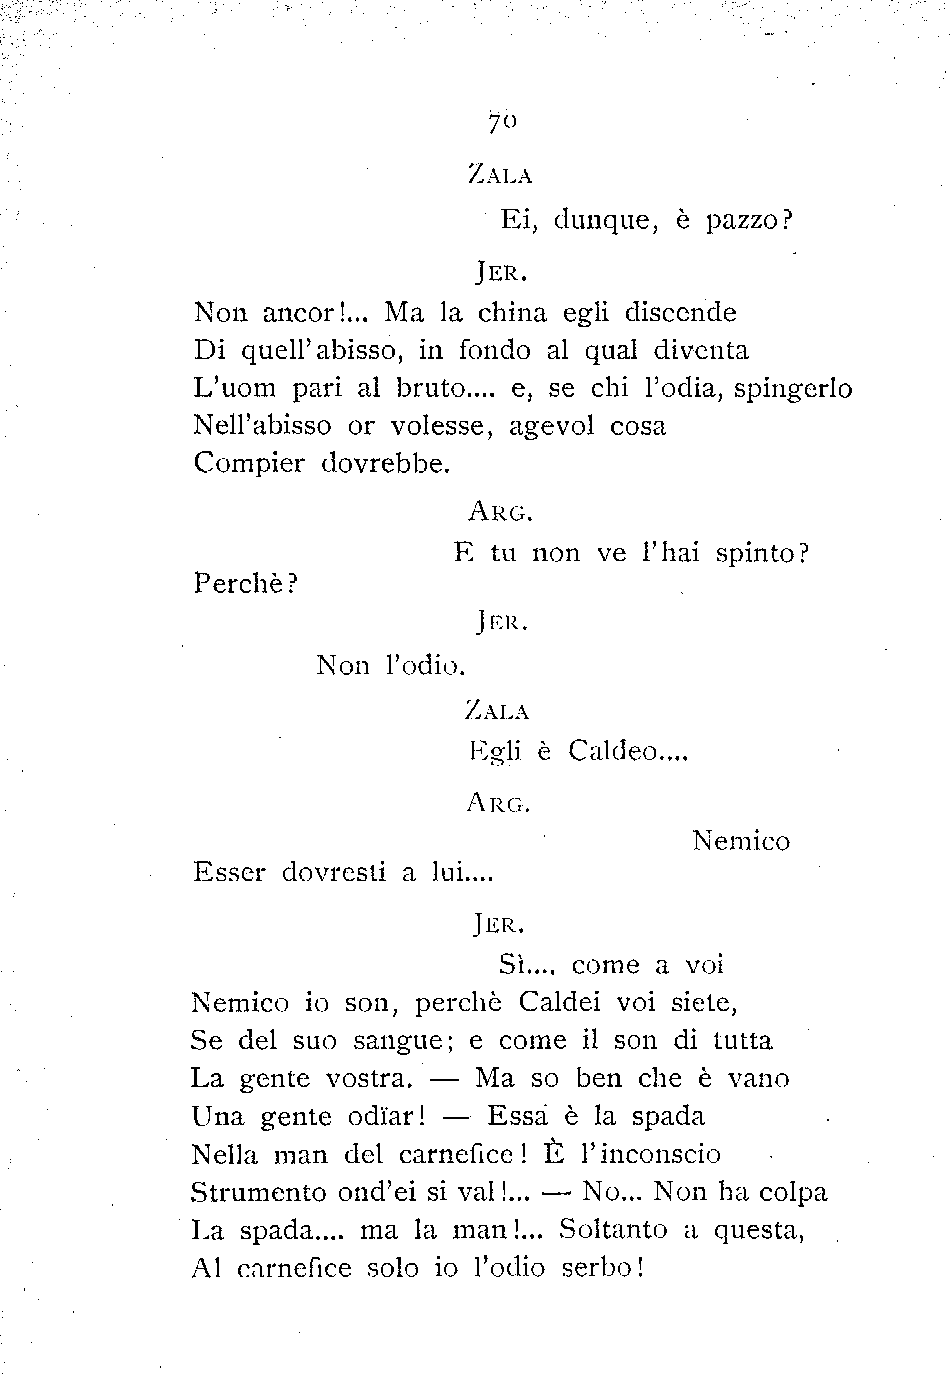 70
ZALA
Ei, dunque, è pazzo?
JER.
Non ancor!... Ma la china egli discende
Di quell'abisso, in fondo al qual diventa
L'uom pari al bruto.... e, se chi l'odia, spingerlo
Nell'abisso or volesse, agevol cosa
Compier dovrebbe.
ARG.
E tu non ve l'hai spinto?
Perchè?
JER.
Non l'odio.
ZALA
Egli è Caldeo....
ARG.
Nemico
Esser dovresti a lui....
JER.
Sì.... come a voi
Nemico io son, perchè Caldei voi siete,
Se del suo sangue; e come il son di tutta
La gente vostra. — Ma so ben che è vano
Una gente odïar! — Essa è la spada
Nella man del carnefice! È l'inconscio
Strumento ond'ei si val!... — No... Non ha colpa
La spada.... ma la man!... Soltanto a questa,
Al carnefice solo io l'odio serbo!